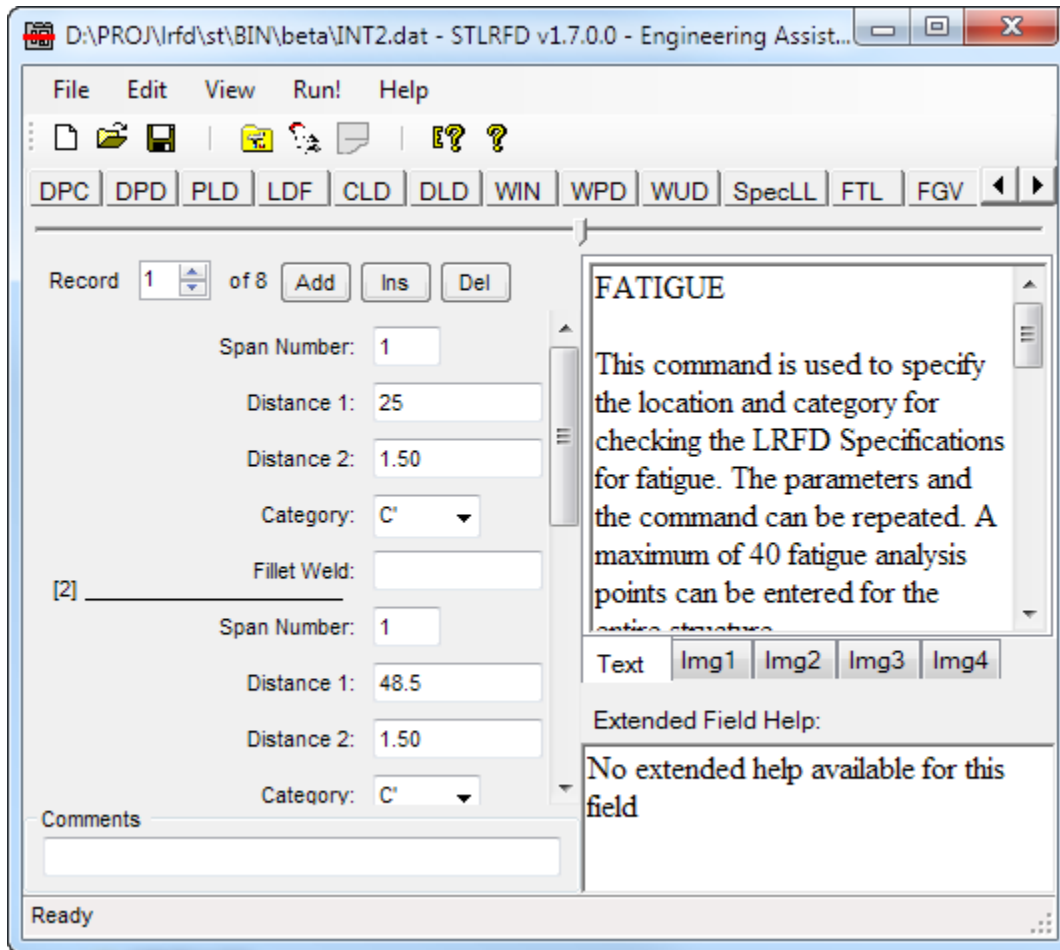 D:\PROJ\lrfd\st\BIN\beta\INT2.dat - STLRFD v1.7.0.0 - Engineering Assist...
File Edit View Run! Help
DPC DPD PLD LDF CLD DLD WIN WPD WUD SpecLL FTL FGV
Record 1 of 8 Add Ins Del
Span Number: 1
Distance 1: 25
Distance 2: 1.50
Category: C'
Fillet Weld:
[2]
Span Number: 1
Distance 1: 48.5
Distance 2: 1.50
Category: C'
Comments
FATIGUE
This command is used to specify
the location and category for
checking the LRFD Specifications
for fatigue. The parameters and
the command can be repeated. A
maximum of 40 fatigue analysis
points can be entered for the
entire structure.
Text Img1 Img2 Img3 Img4
Extended Field Help:
No extended help available for this
field
Ready